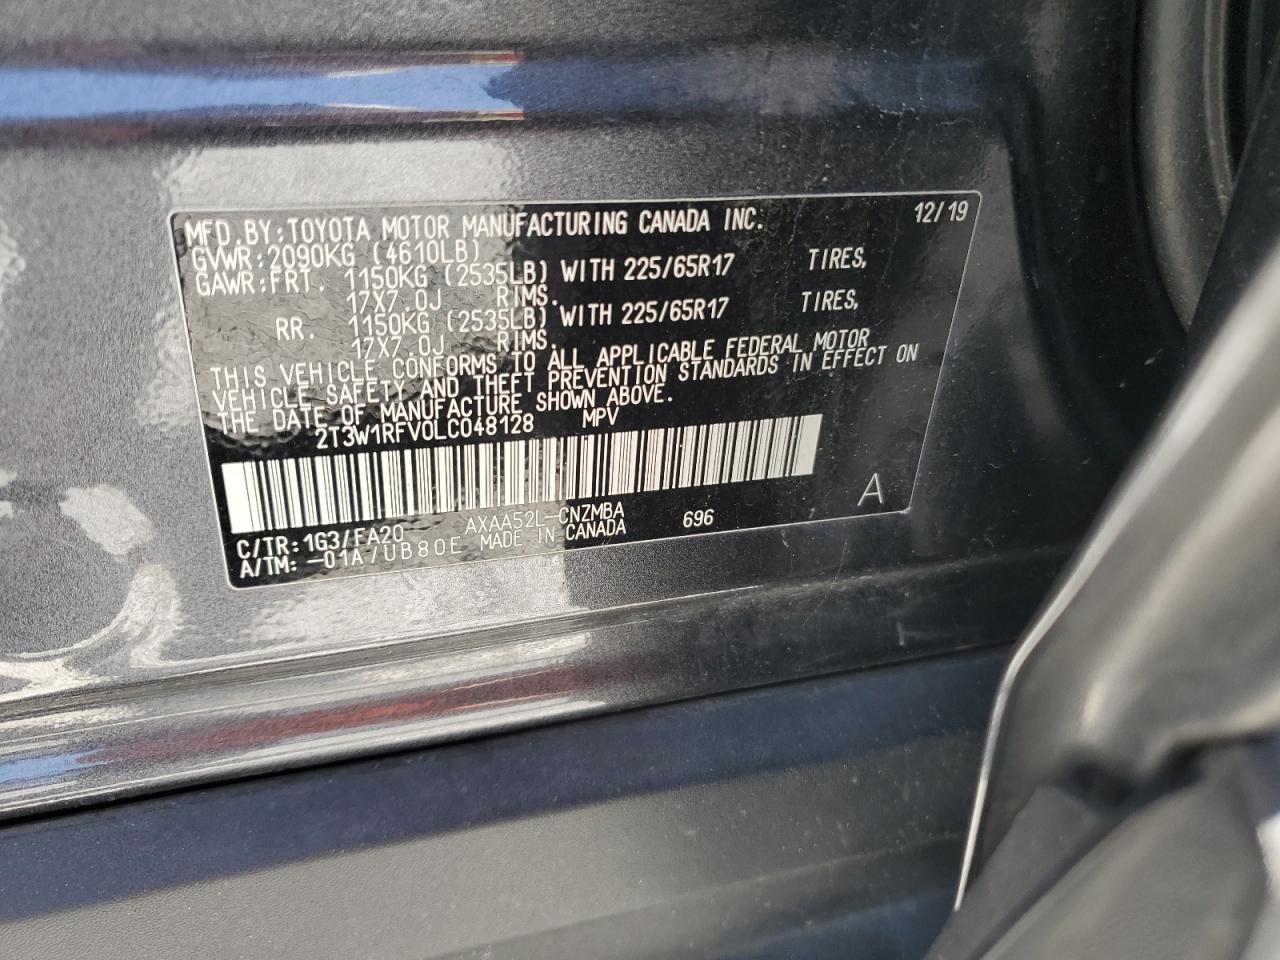 MFD.BY:TOYOTA MOTOR MANUFACTURING CANADA INC. 12/19
GVWR:2090KG (4610LB)
GAWR:FRT. 1150KG (2535LB) WITH 225/65R17 TIRES,
17X7.0J RIMS.
RR. 1150KG (2535LB) WITH 225/65R17 TIRES,
17X7.0J RIMS.
THIS VEHICLE CONFORMS TO ALL APPLICABLE FEDERAL MOTOR
VEHICLE SAFETY AND THEFT PREVENTION STANDARDS IN EFFECT ON
THE DATE OF MANUFACTURE SHOWN ABOVE.
2T3W1RFV0LC048128 MPV
A
C/TR:1G3/FA20 AXAA52L-CNZMBA 696
A/TM:-01A/UB80E MADE IN CANADA